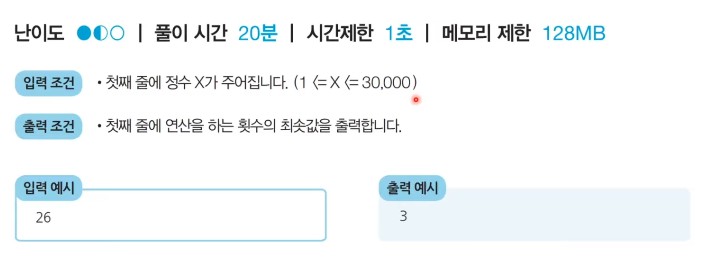 난이도 ●◐○ | 풀이 시간 20분 | 시간제한 1초 | 메모리 제한 128MB
입력 조건 • 첫째 줄에 정수 X가 주어집니다. (1 <= X <= 30,000)
출력 조건 • 첫째 줄에 연산을 하는 횟수의 최솟값을 출력합니다.
입력 예시
26
출력 예시
3